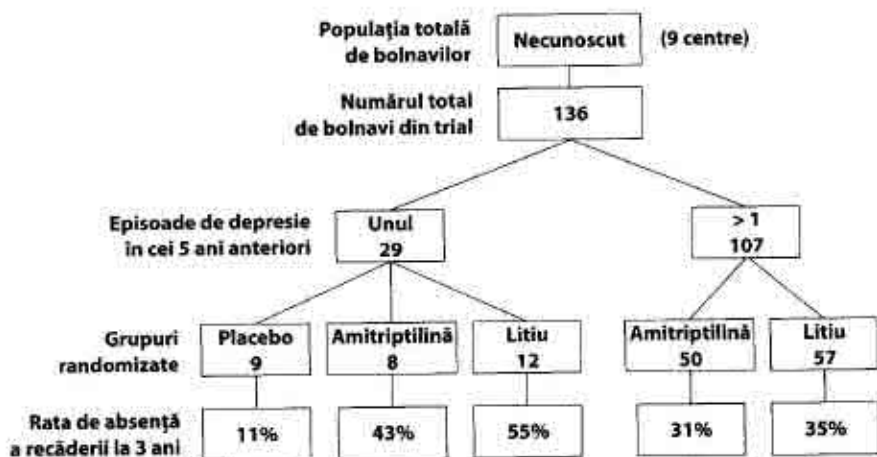 Populația totală
de bolnavilor
Necunoscut
(9 centre)
Numărul total
de bolnavi din trial
136
Episoade de depresie
în cei 5 ani anteriori
Unul
29
> 1
107
Grupuri
randomizate
Placebo
9
Amitriptilină
8
Litiu
12
Amitriptilină
50
Litiu
57
Rata de absență
a recăderii la 3 ani
11%
43%
55%
31%
35%